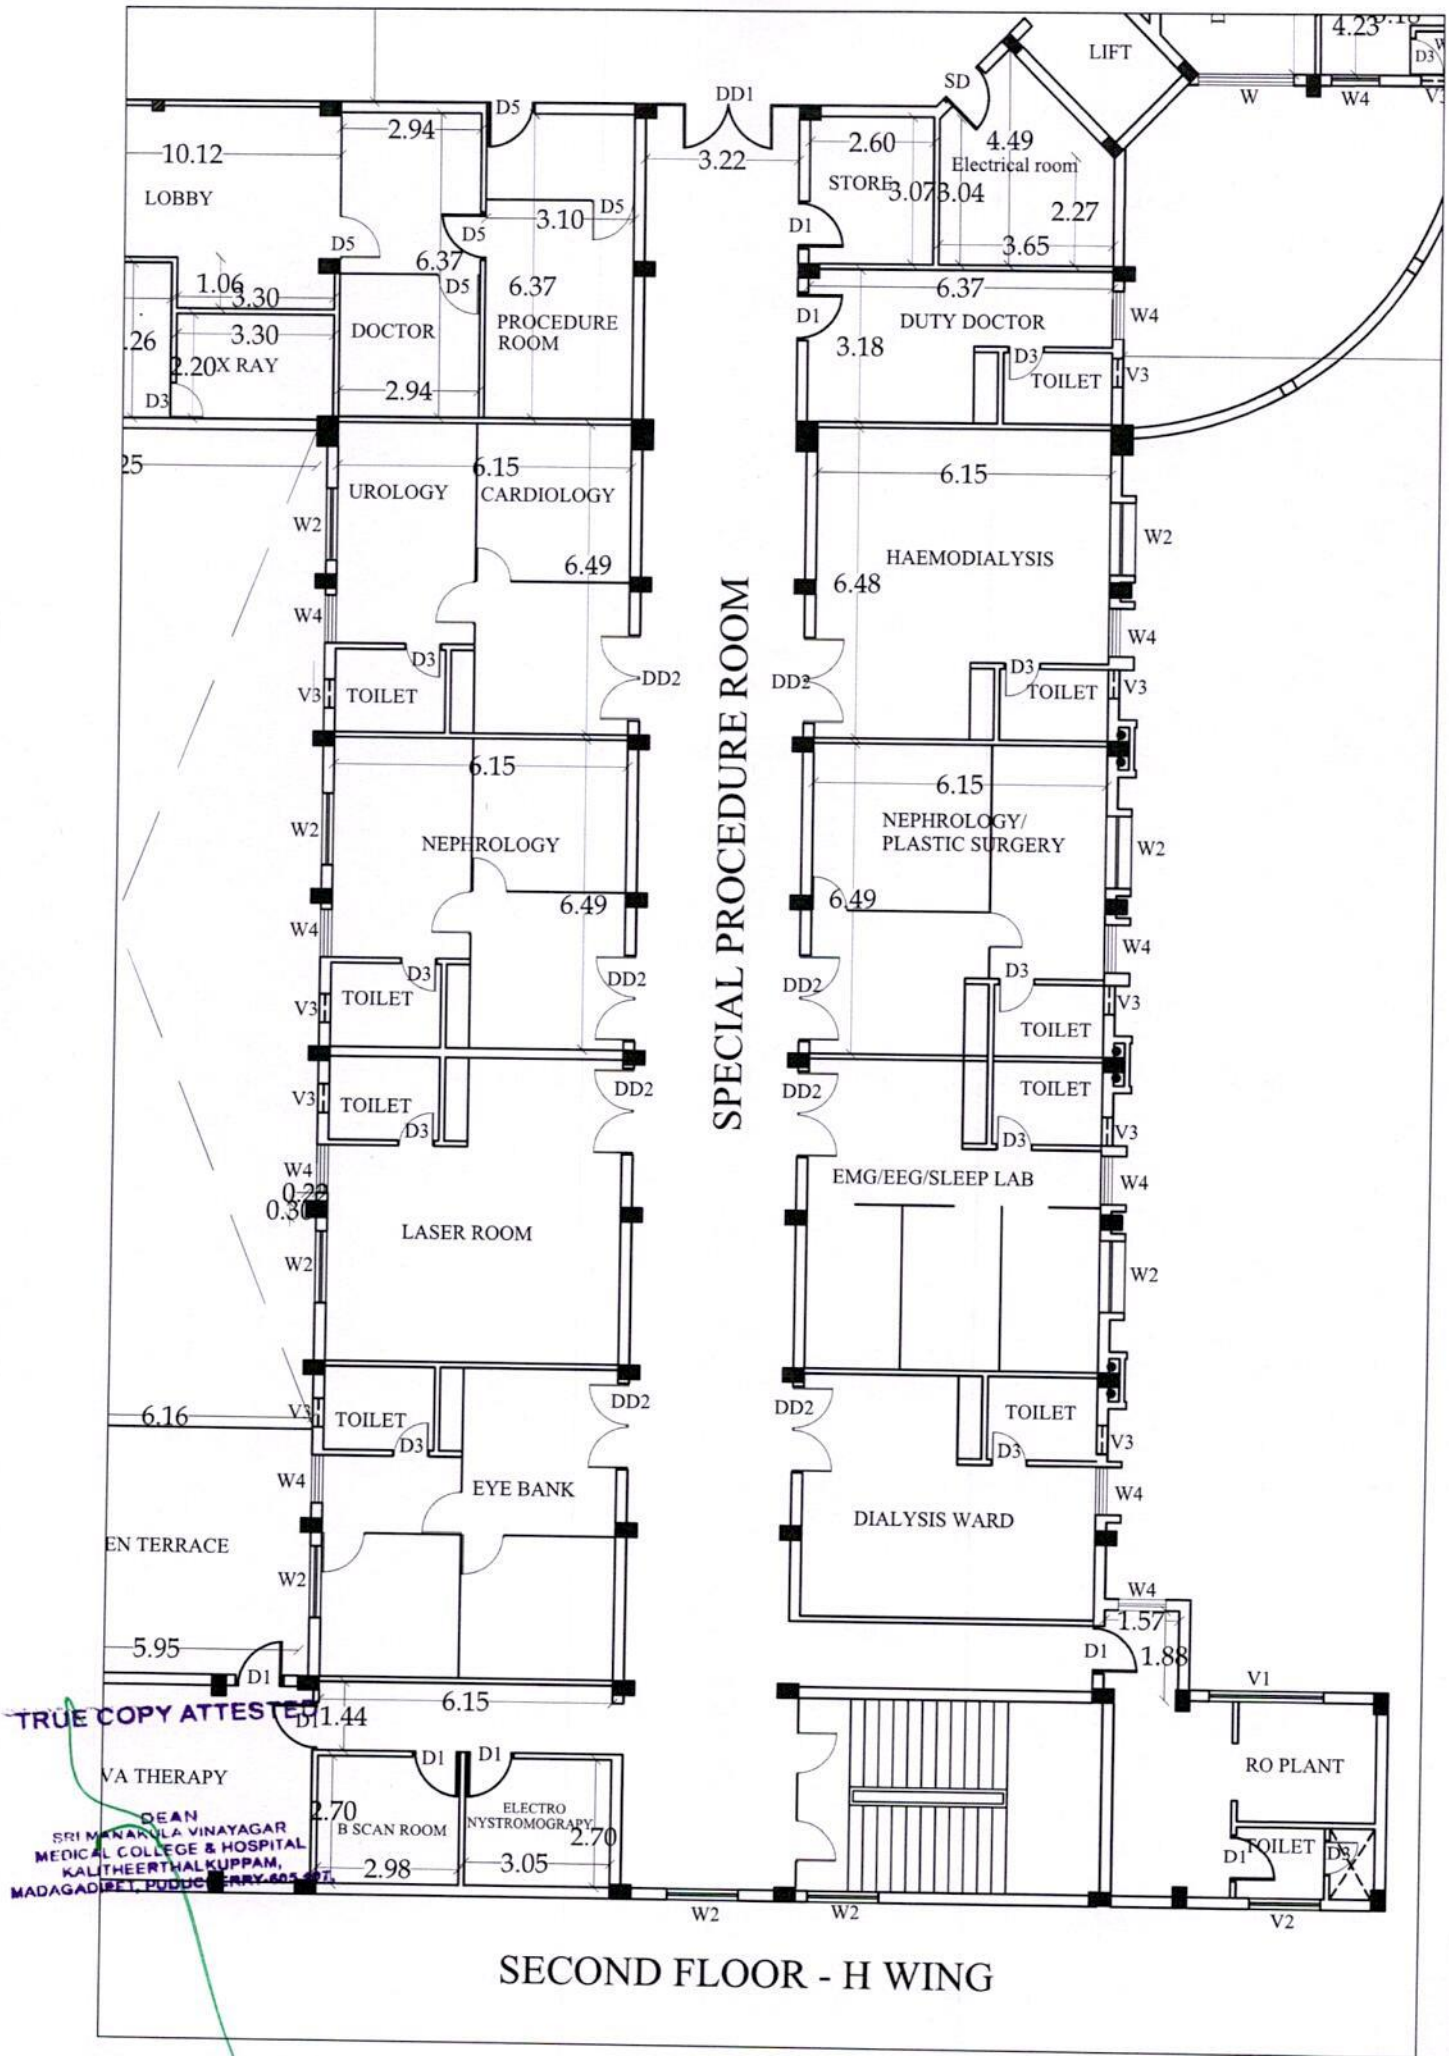 4.23
3.18
LIFT
D3
SD
W
W4
V3
DD1
D5
2.94
10.12
3.22
2.60
4.49
Electrical room
LOBBY
STORE
3.07
3.04
2.27
D5
3.10
D5
D5
D1
3.65
6.37
1.06
3.30
D5
6.37
6.37
D1
DUTY DOCTOR
W4
3.30
DOCTOR
PROCEDURE
ROOM
3.18
.26
2.20
X RAY
D3
TOILET
V3
2.94
D3
25
6.15
6.15
UROLOGY
CARDIOLOGY
W2
W2
6.49
HAEMODIALYSIS
6.48
W4
W4
SPECIAL PROCEDURE ROOM
D3
D3
V3
TOILET
DD2
DD2
TOILET
V3
6.15
6.15
W2
NEPHROLOGY
NEPHROLOGY/
PLASTIC SURGERY
W2
6.49
6.49
W4
W4
D3
DD2
DD2
D3
V3
TOILET
V3
TOILET
DD2
DD2
TOILET
V3
TOILET
D3
D3
V3
W4
EMG/EEG/SLEEP LAB
W4
0.22
0.30
LASER ROOM
W2
W2
6.16
V3
TOILET
D3
DD2
DD2
TOILET
D3
V3
W4
EYE BANK
W4
DIALYSIS WARD
EN TERRACE
W2
W4
1.57
5.95
D1
D1
1.88
V1
TRUE COPY ATTESTED
D1
1.44
6.15
D1
D1
RO PLANT
VA THERAPY
DEAN
SRI MANAKULA VINAYAGAR
MEDICAL COLLEGE & HOSPITAL
KALITHEERTHALKUPPAM,
MADAGADIPET, PUDUCHERRY-605 107.
2.70
B SCAN ROOM
ELECTRO
NYSTROMOGRAPY
2.70
2.98
3.05
TOILET
D1
D3
W2
W2
V2
SECOND FLOOR - H WING